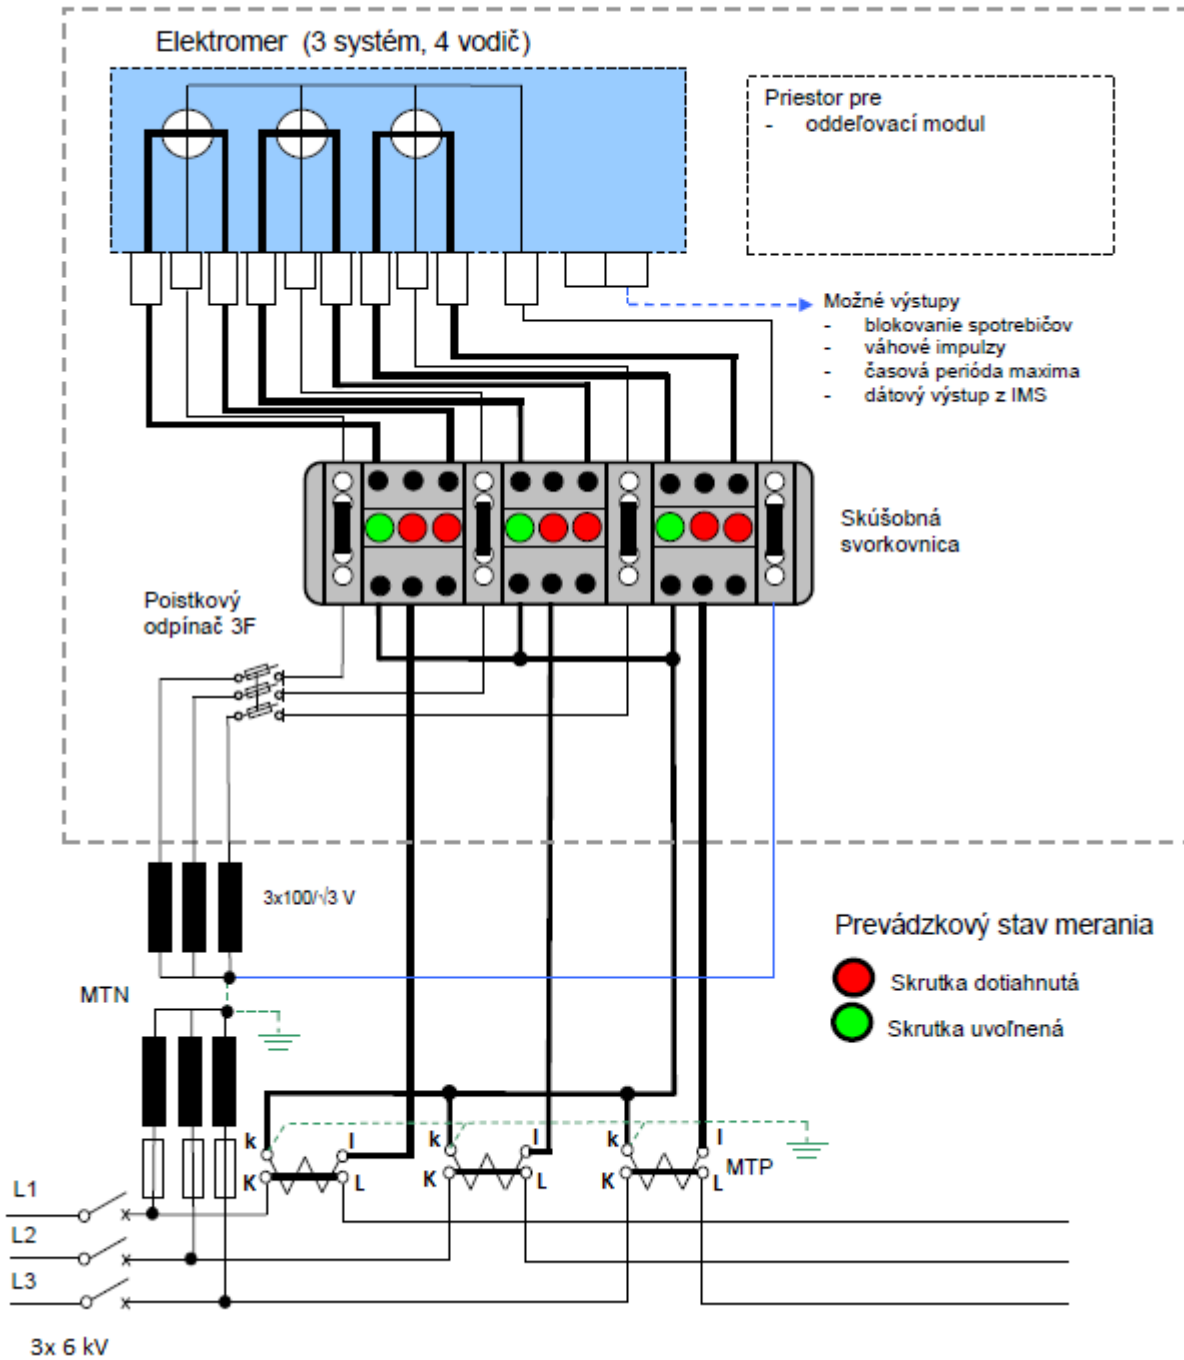 Elektromer  (3 systém, 4 vodič)
Priestor pre
- oddeľovací modul
Možné výstupy
- blokovanie spotrebičov
- váhové impulzy
- časová perióda maxima
- dátový výstup z IMS
Skúšobná
svorkovnica
Poistkový
odpínač 3F
3x100/√3 V
Prevádzkový stav merania
MTN
Skrutka dotiahnutá
Skrutka uvoľnená
k l k l k l
MTP
K L K L K L
L1
L2
L3
3x 6 kV